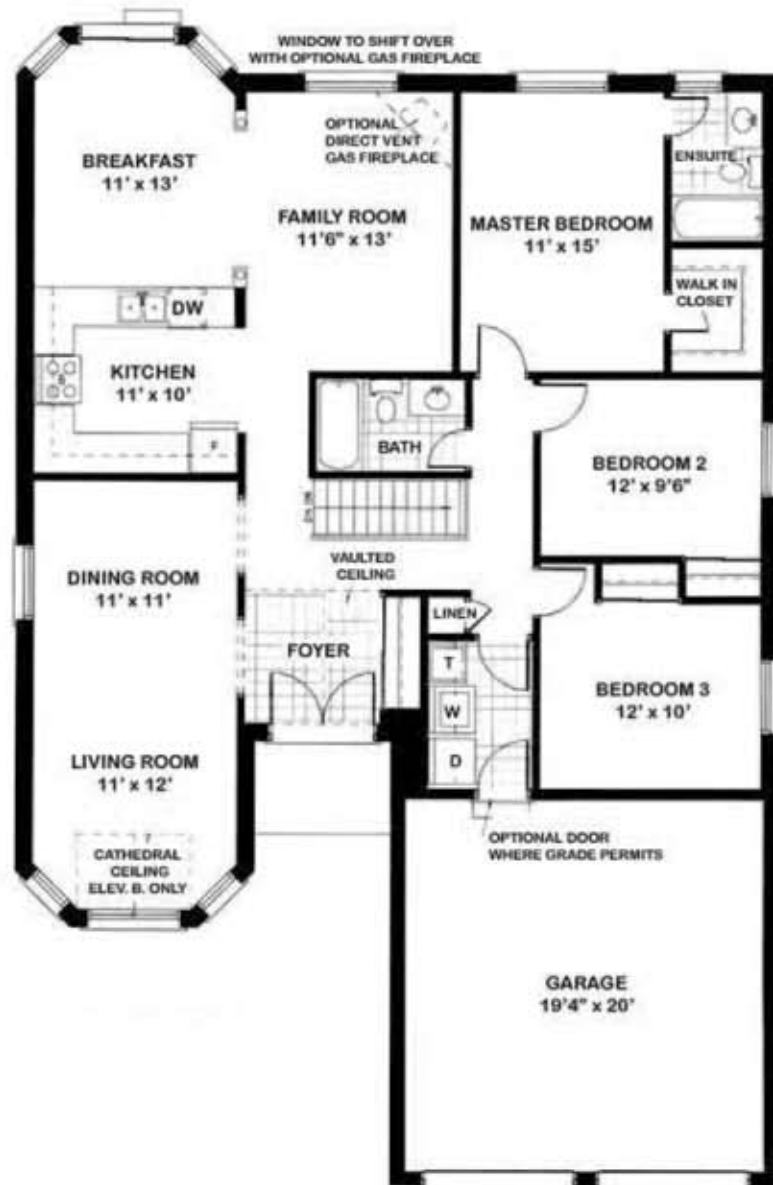 WINDOW TO SHIFT OVER
WITH OPTIONAL GAS FIREPLACE
OPTIONAL
DIRECT VENT
GAS FIREPLACE
BREAKFAST
11' x 13'
FAMILY ROOM
11'6" x 13'
MASTER BEDROOM
11' x 15'
ENSUITE
WALK IN
CLOSET
DW
KITCHEN
11' x 10'
S
F
BATH
BEDROOM 2
12' x 9'6"
VAULTED
CEILING
DINING ROOM
11' x 11'
FOYER
LINEN
T
W
D
BEDROOM 3
12' x 10'
LIVING ROOM
11' x 12'
CATHEDRAL
CEILING
ELEV. B. ONLY
OPTIONAL DOOR
WHERE GRADE PERMITS
GARAGE
19'4" x 20'